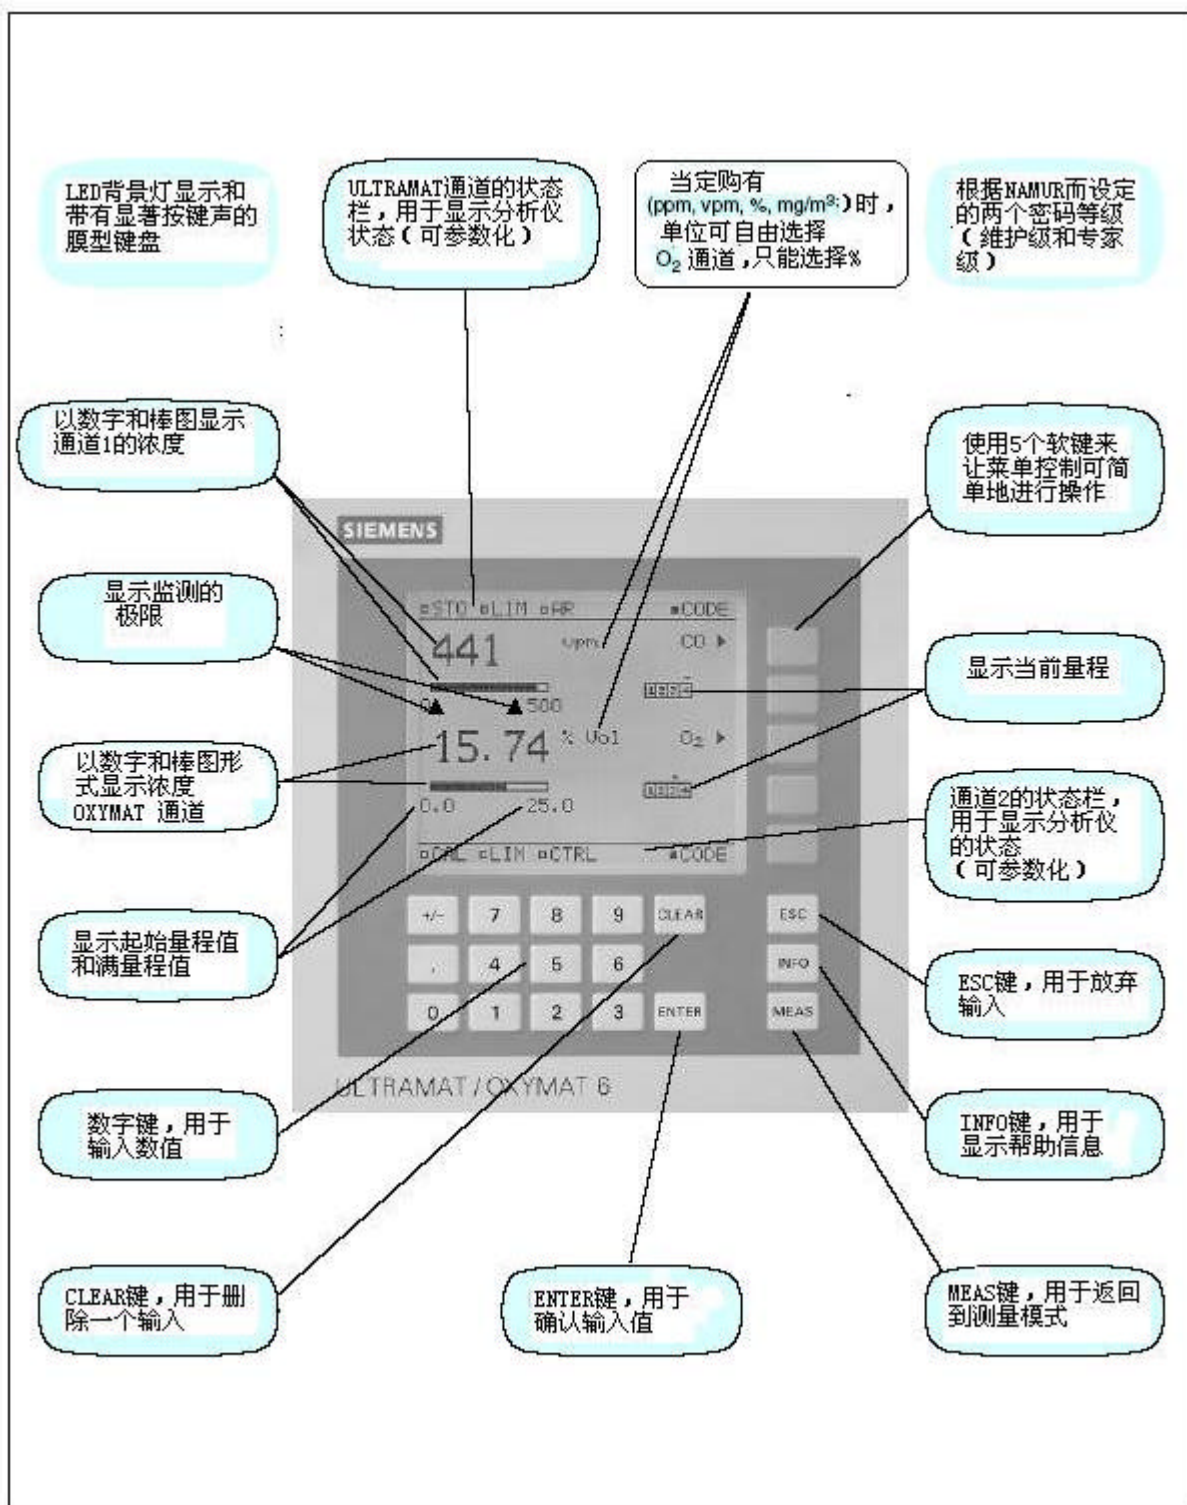 LED背景灯显示和
带有显著按键声的
膜型键盘
ULTRAMAT通道的状态
栏，用于显示分析仪
状态（可参数化）
当定购有
(ppm, vpm, %, mg/m³:)时，
单位可自由选择
O₂ 通道，只能选择%
根据NAMUR而设定
的两个密码等级
（维护级和专家
级）
以数字和棒图显示
通道1的浓度
使用5个软键来
让菜单控制可简
单地进行操作
显示监测的
极限
显示当前量程
以数字和棒图形
式显示浓度
OXYMAT 通道
通道2的状态栏，
用于显示分析仪
的状态
（可参数化）
显示起始量程值
和满量程值
ESC键，用于放弃
输入
数字键，用于
输入数值
INFO键，用于
显示帮助信息
CLEAR键，用于删
除一个输入
ENTER键，用于
确认输入值
MEAS键，用于返回
到测量模式
SIEMENS
STO LIM AR CODE
441 vpm CO
0 500
15.74 % Vol O₂
0.0 25.0
CAL LIM CTRL CODE
+/- 7 8 9 CLEAR ESC
. 4 5 6 INFO
0 1 2 3 ENTER MEAS
ULTRAMAT / OXYMAT 6